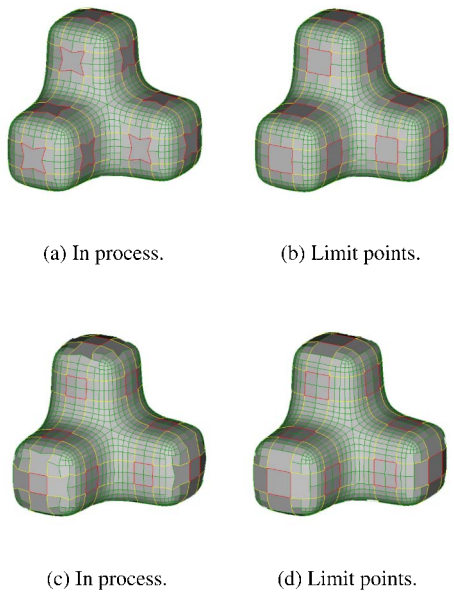 (a) In process.
(b) Limit points.
(c) In process.
(d) Limit points.